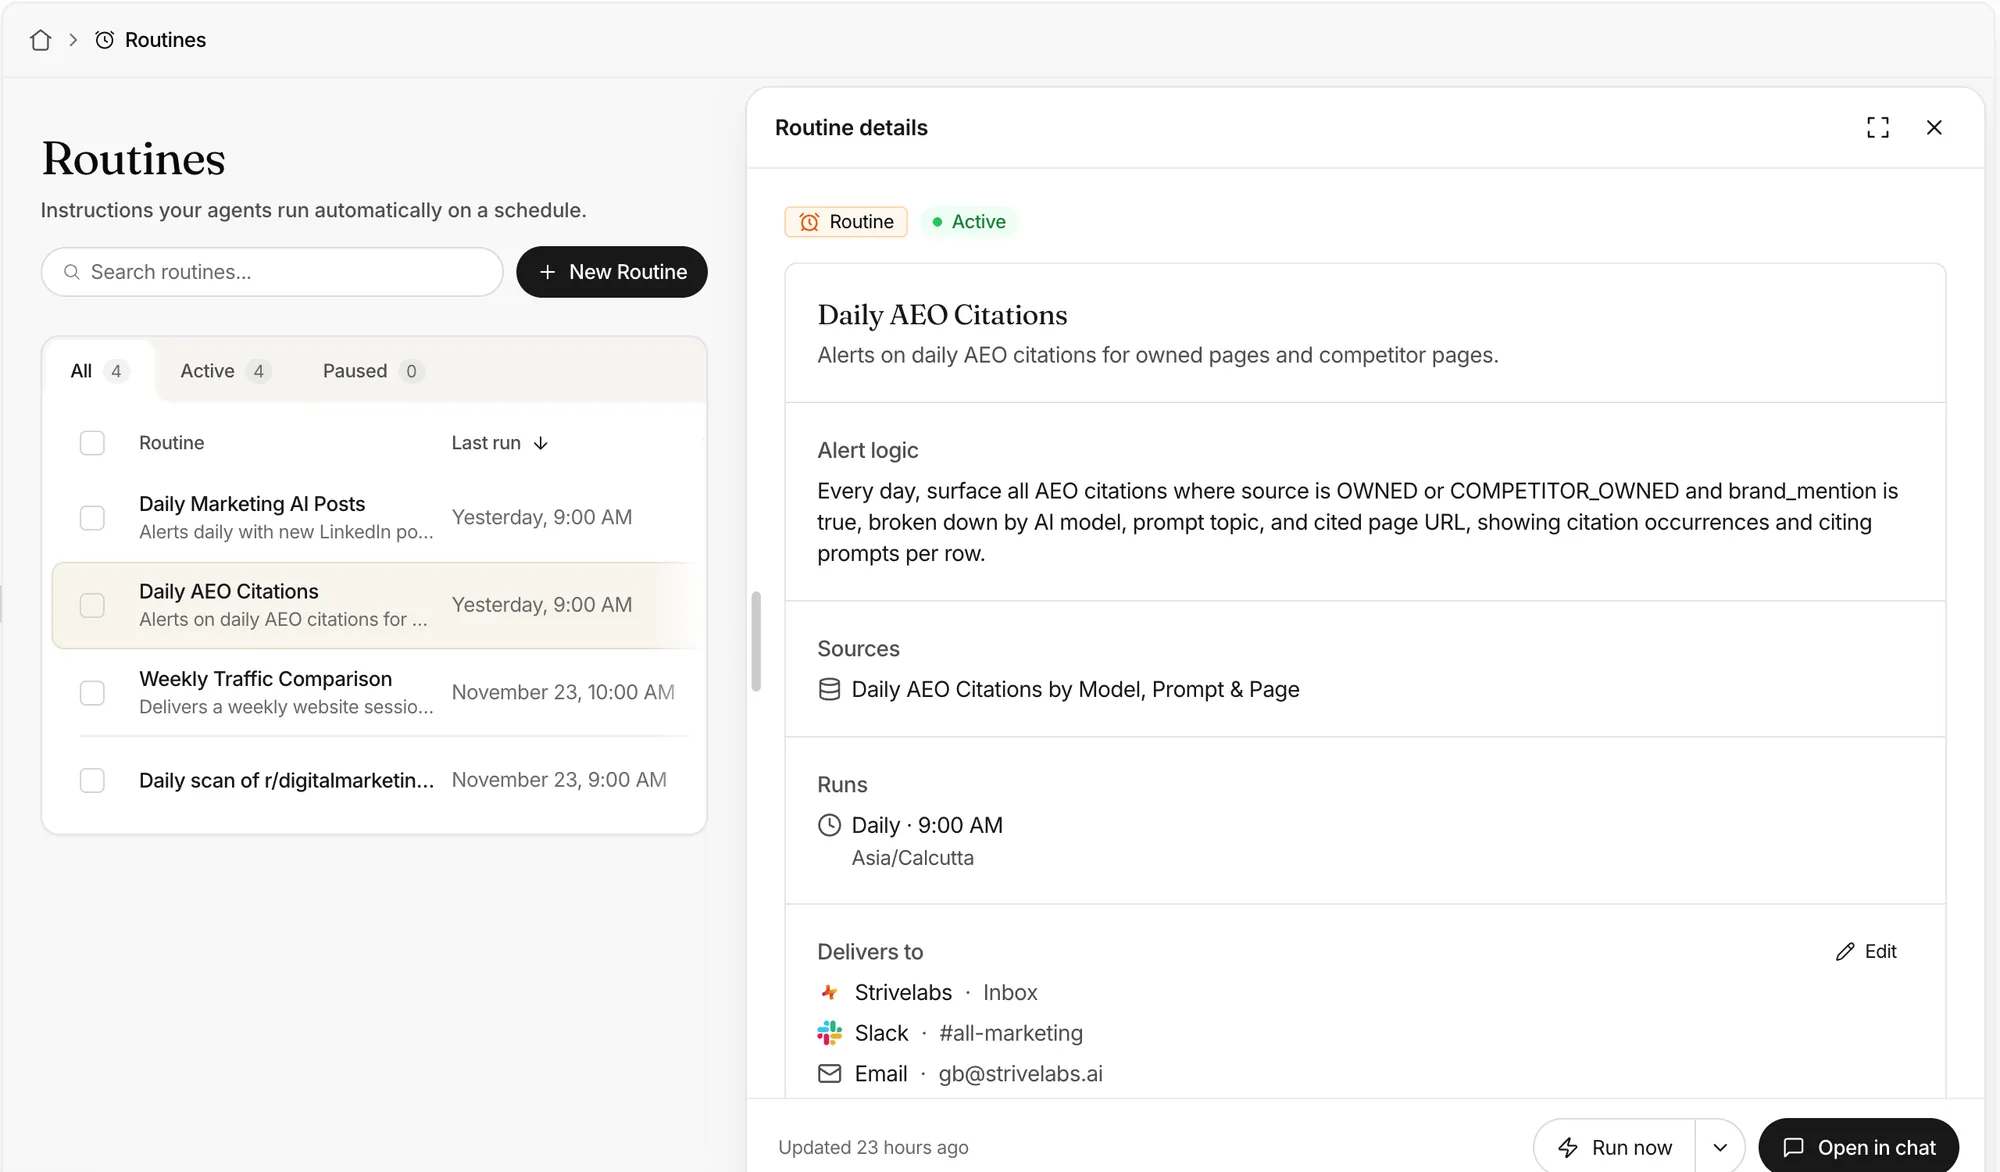 Routines
Routines
Instructions your agents run automatically on a schedule.
Search routines...
New Routine
All 4
Active 4
Paused 0
Routine
Last run
Daily Marketing AI Posts
Alerts daily with new LinkedIn po...
Yesterday, 9:00 AM
Daily AEO Citations
Alerts on daily AEO citations for ...
Yesterday, 9:00 AM
Weekly Traffic Comparison
Delivers a weekly website sessio...
November 23, 10:00 AM
Daily scan of r/digitalmarketin...
November 23, 9:00 AM
Routine details
Routine
Active
Daily AEO Citations
Alerts on daily AEO citations for owned pages and competitor pages.
Alert logic
Every day, surface all AEO citations where source is OWNED or COMPETITOR_OWNED and brand_mention is
true, broken down by AI model, prompt topic, and cited page URL, showing citation occurrences and citing
prompts per row.
Sources
Daily AEO Citations by Model, Prompt & Page
Runs
Daily · 9:00 AM
Asia/Calcutta
Delivers to
Edit
Strivelabs · Inbox
Slack · #all-marketing
Email · gb@strivelabs.ai
Updated 23 hours ago
Run now
Open in chat